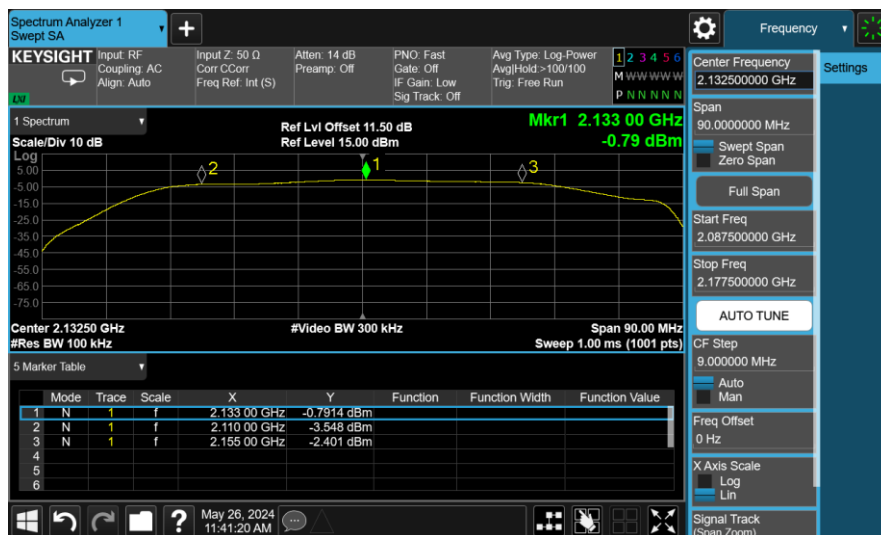 Spectrum Analyzer 1
Swept SA
Frequency
KEYSIGHT
Input: RF
Coupling: AC
Align: Auto
Input Z: 50 Ω
Corr CCorr
Freq Ref: Int (S)
Atten: 14 dB
Preamp: Off
PNO: Fast
Gate: Off
IF Gain: Low
Sig Track: Off
Avg Type: Log-Power
Avg|Hold:>100/100
Trig: Free Run
1 2 3 4 5 6
M W W W W W
P N N N N N
LXI
1 Spectrum
Scale/Div 10 dB
Ref Lvl Offset 11.50 dB
Ref Level 15.00 dBm
Mkr1 2.133 00 GHz
-0.79 dBm
Log
5.00
-5.00
-15.0
-25.0
-35.0
-45.0
-55.0
-65.0
-75.0
2
1
3
Center 2.13250 GHz
#Res BW 100 kHz
#Video BW 300 kHz
Span 90.00 MHz
Sweep 1.00 ms (1001 pts)
5 Marker Table
Mode Trace Scale X Y Function Function Width Function Value
1 N 1 f 2.133 00 GHz -0.7914 dBm
2 N 1 f 2.110 00 GHz -3.548 dBm
3 N 1 f 2.155 00 GHz -2.401 dBm
4
5
6
?
May 26, 2024
11:41:20 AM
Center Frequency
2.132500000 GHz
Span
90.0000000 MHz
Swept Span
Zero Span
Full Span
Start Freq
2.087500000 GHz
Stop Freq
2.177500000 GHz
AUTO TUNE
CF Step
9.000000 MHz
Auto
Man
Freq Offset
0 Hz
X Axis Scale
Log
Lin
Signal Track
(Span Zoom)
Settings